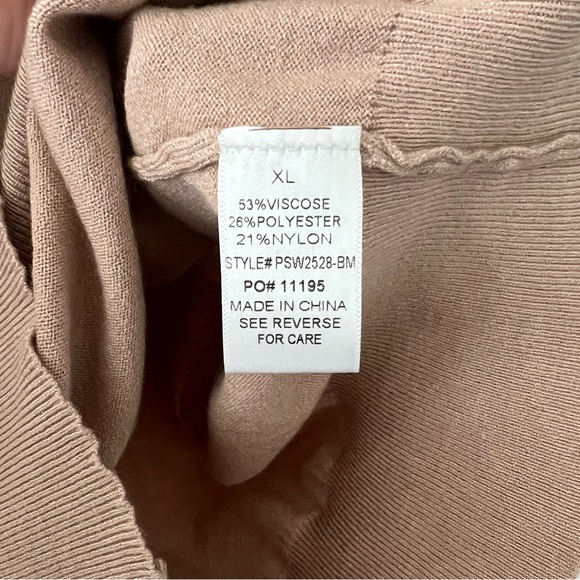 XL
53%VISCOSE
26%POLYESTER
21%NYLON
STYLE# PSW2528-BM
PO# 11195
MADE IN CHINA
SEE REVERSE
FOR CARE